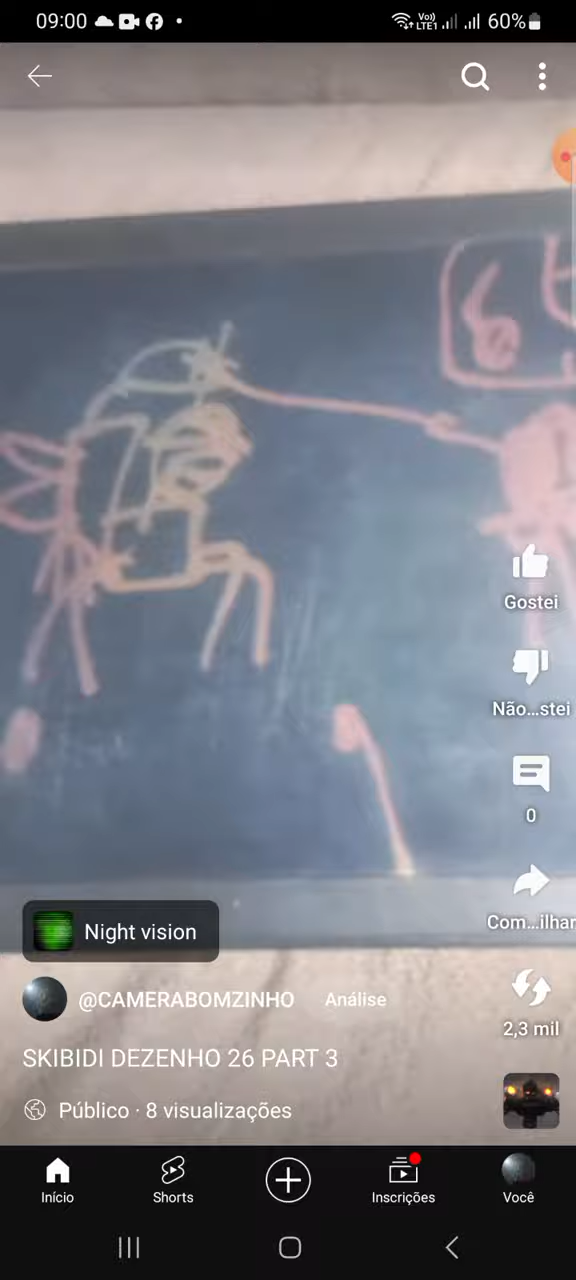 09:00
Vo)) LTE1
60%
6
Gostei
Não...stei
0
Com...ilhar
Night vision
@CAMERABOMZINHO Análise
2,3 mil
SKIBIDI DEZENHO 26 PART 3
Público · 8 visualizações
Início
Shorts
Inscrições
Você